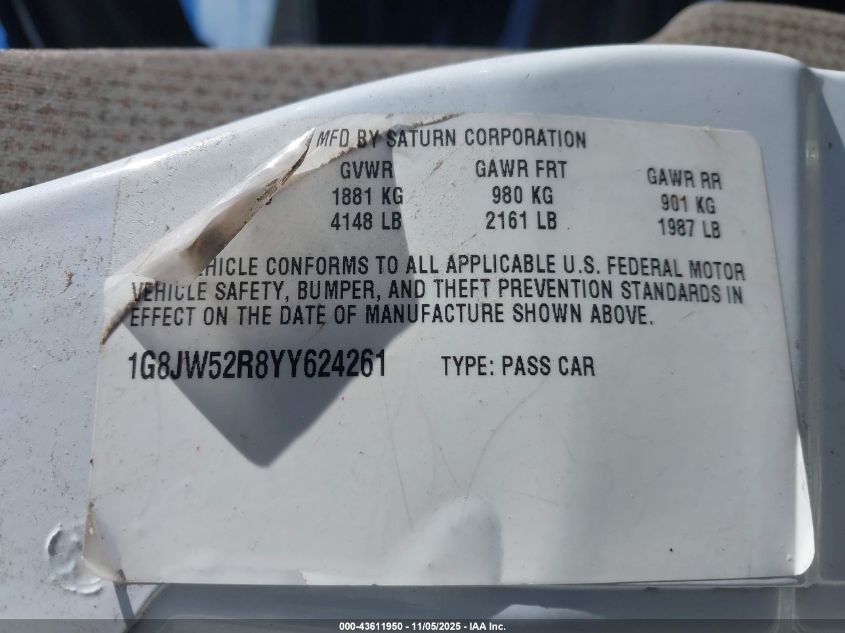 MFD BY SATURN CORPORATION
GVWR GAWR FRT GAWR RR
1881 KG 980 KG 901 KG
4148 LB 2161 LB 1987 LB
HICLE CONFORMS TO ALL APPLICABLE U.S. FEDERAL MOTOR
VEHICLE SAFETY, BUMPER, AND THEFT PREVENTION STANDARDS IN
EFFECT ON THE DATE OF MANUFACTURE SHOWN ABOVE.
1G8JW52R8YY624261 TYPE: PASS CAR
000-43611950 - 11/05/2025 - IAA Inc.